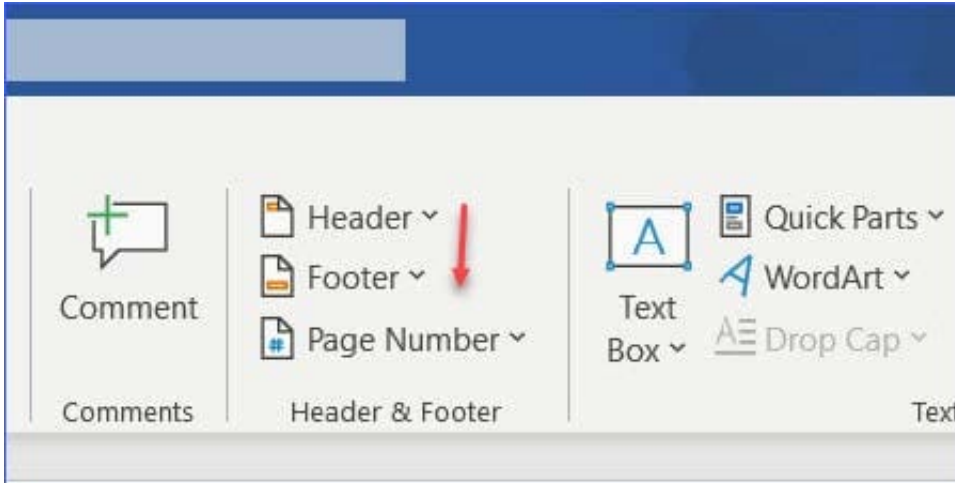 Comment
Comments
Header
Footer
Page Number
Header & Footer
A
Text
Box
Quick Parts
WordArt
Drop Cap
Text